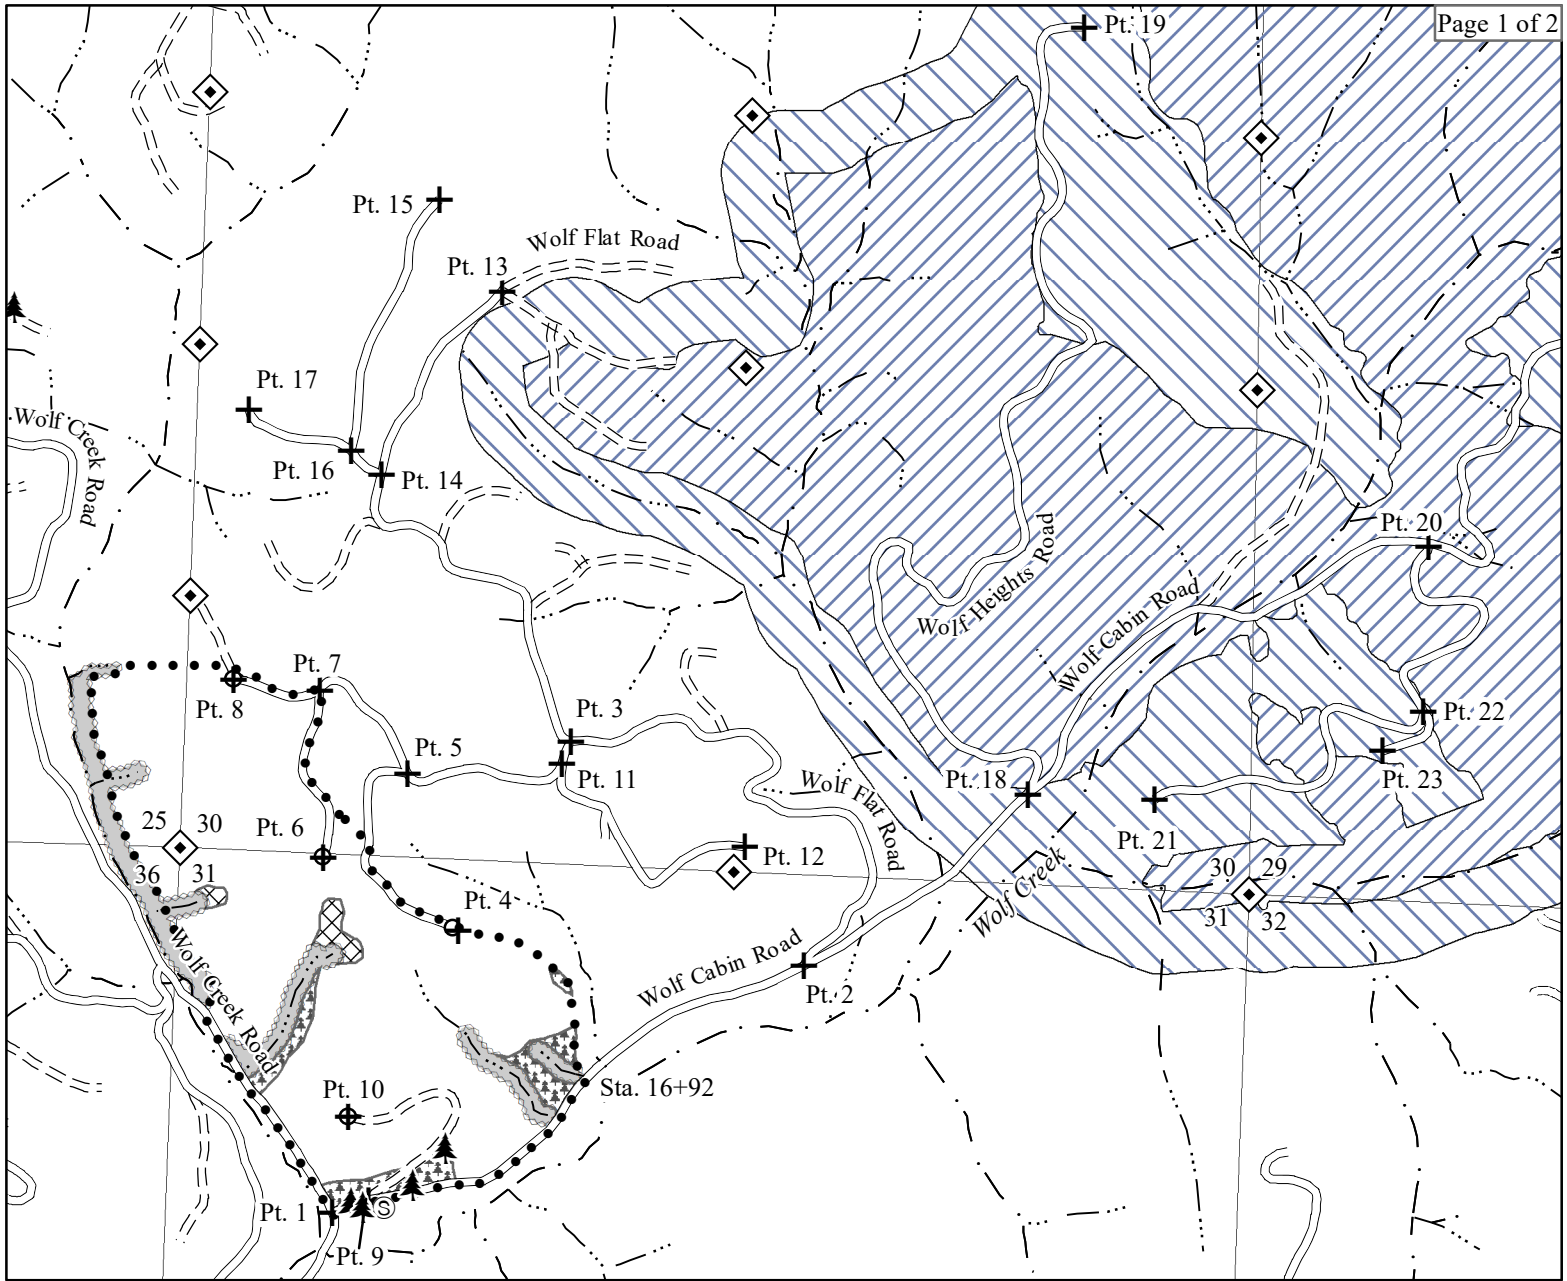 Page 1 of 2
Pt. 19
Pt. 15
Wolf Flat Road
Pt. 13
Pt. 17
Wolf Creek Road
Pt. 16
Pt. 14
Pt. 20
Wolf Heights Road
Wolf Cabin Road
Pt. 7
Pt. 8
Pt. 3
Pt. 22
Pt. 5
Pt. 11
Pt. 18
Wolf Flat Road
Pt. 23
25
30
Pt. 6
Pt. 21
Pt. 12
36
31
30
29
Wolf Creek
Pt. 4
31
32
Wolf Creek Road
Wolf Cabin Road
Pt. 2
Pt. 10
Sta. 16+92
Pt. 1
S
Pt. 9